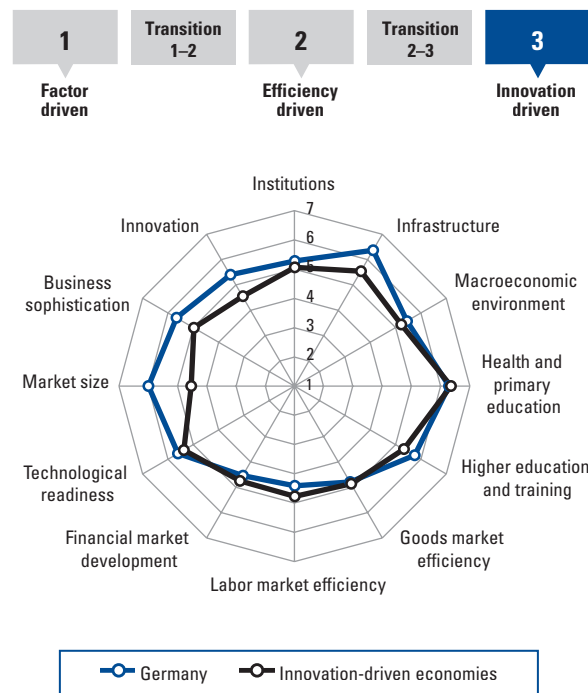 1
Transition
1–2
2
Transition
2–3
3
Factor
driven
Efficiency
driven
Innovation
driven
Institutions
7
Innovation
6
Infrastructure
5
Business
sophistication
4
Macroeconomic
environment
3
2
Market size
1
Health and
primary
education
Technological
readiness
Higher education
and training
Financial market
development
Goods market
efficiency
Labor market efficiency
Germany
Innovation-driven economies